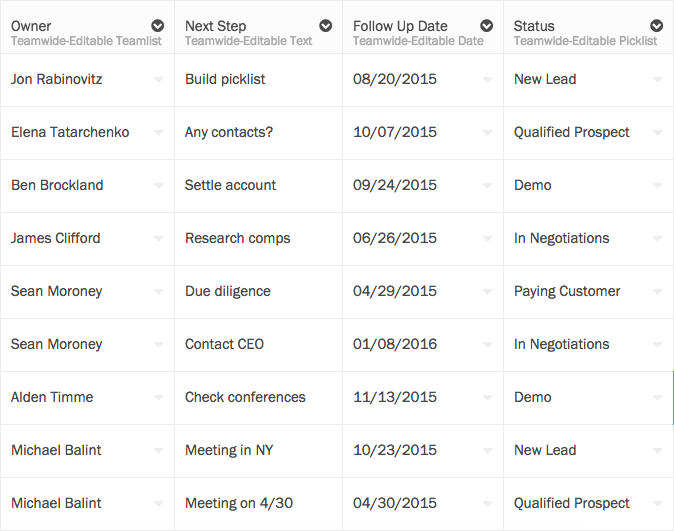 Owner Next Step Follow Up Date Status
Teamwide-Editable Teamlist Teamwide-Editable Text Teamwide-Editable Date Teamwide-Editable Picklist
Jon Rabinovitz Build picklist 08/20/2015 New Lead
Elena Tatarchenko Any contacts? 10/07/2015 Qualified Prospect
Ben Brockland Settle account 09/24/2015 Demo
James Clifford Research comps 06/26/2015 In Negotiations
Sean Moroney Due diligence 04/29/2015 Paying Customer
Sean Moroney Contact CEO 01/08/2016 In Negotiations
Alden Timme Check conferences 11/13/2015 Demo
Michael Balint Meeting in NY 10/23/2015 New Lead
Michael Balint Meeting on 4/30 04/30/2015 Qualified Prospect